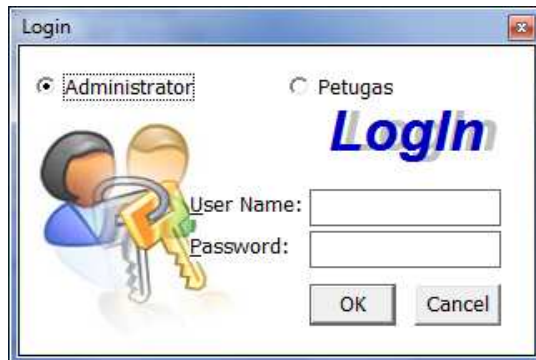 Login
Administrator Petugas
LogIn
User Name:
Password:
OK Cancel